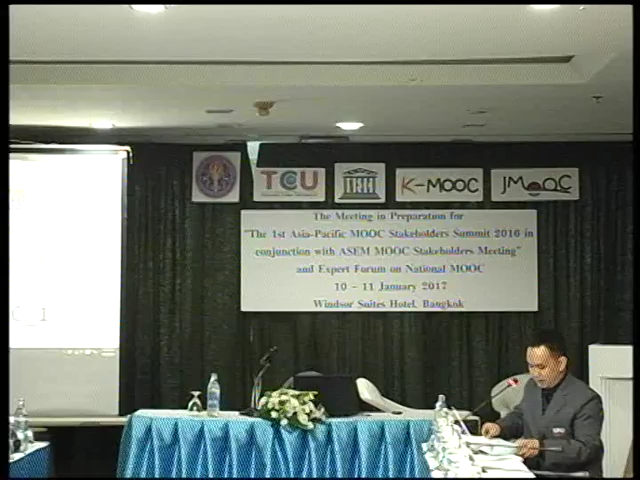 TCU
K-MOOC
JMOOC
The Meeting in Preparation for
"The 1st Asia-Pacific MOOC Stakeholders Summit 2016 in
conjunction with ASEM MOOC Stakeholders Meeting"
and Expert Forum on National MOOC
10 - 11 January 2017
Windsor Suites Hotel, Bangkok